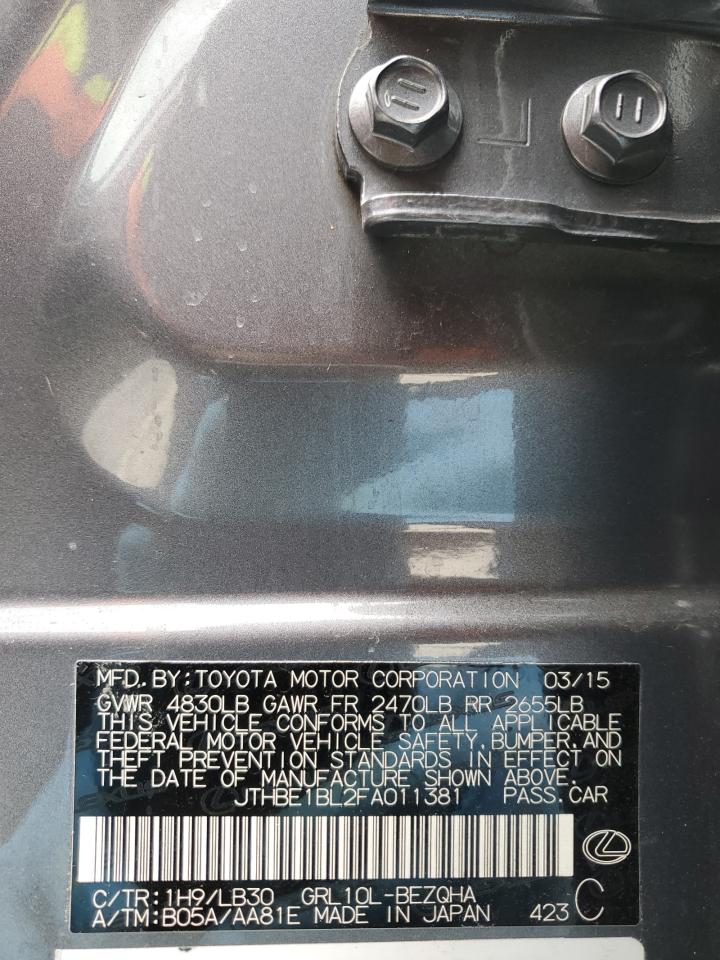 MFD. BY: TOYOTA MOTOR CORPORATION 03/15
GVWR 4830LB GAWR FR 2470LB RR 2655LB
THIS VEHICLE CONFORMS TO ALL APPLICABLE
FEDERAL MOTOR VEHICLE SAFETY, BUMPER, AND
THEFT PREVENTION STANDARDS IN EFFECT ON
THE DATE OF MANUFACTURE SHOWN ABOVE.
JTHBE1BL2FA011381 PASS. CAR
C/TR: 1H9/LB30 GRL10L-BEZQHA
A/TM: B05A/AA81E MADE IN JAPAN 423 C